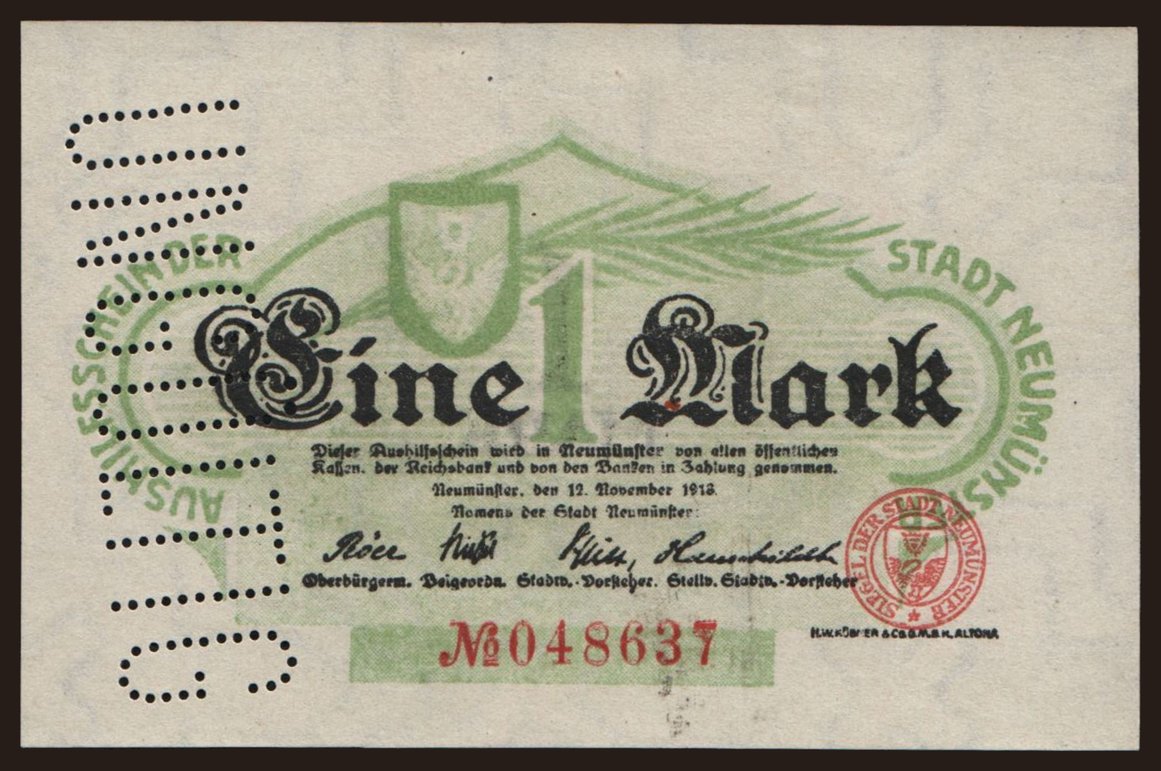 AUSHILFSSCHEIN DER STADT NEUMÜNSTER
1
Eine Mark
Dieser Aushilfsschein wird in Neumünster von allen öffentlichen
Kassen, der Reichsbank und von den Banken in Zahlung genommen.
Neumünster, den 12. November 1918.
Namens der Stadt Neumünster:
Röer
Oberbürgerm. Beigeordn. Stadtv.-Vorsteher. Stellv. Stadtv.-Vorsteher
SIEGEL DER STADT NEUMÜNSTER
H.W. KÖBNER & CO. G.M.B.H. ALTONA
№ 048637
UNGÜLTIG